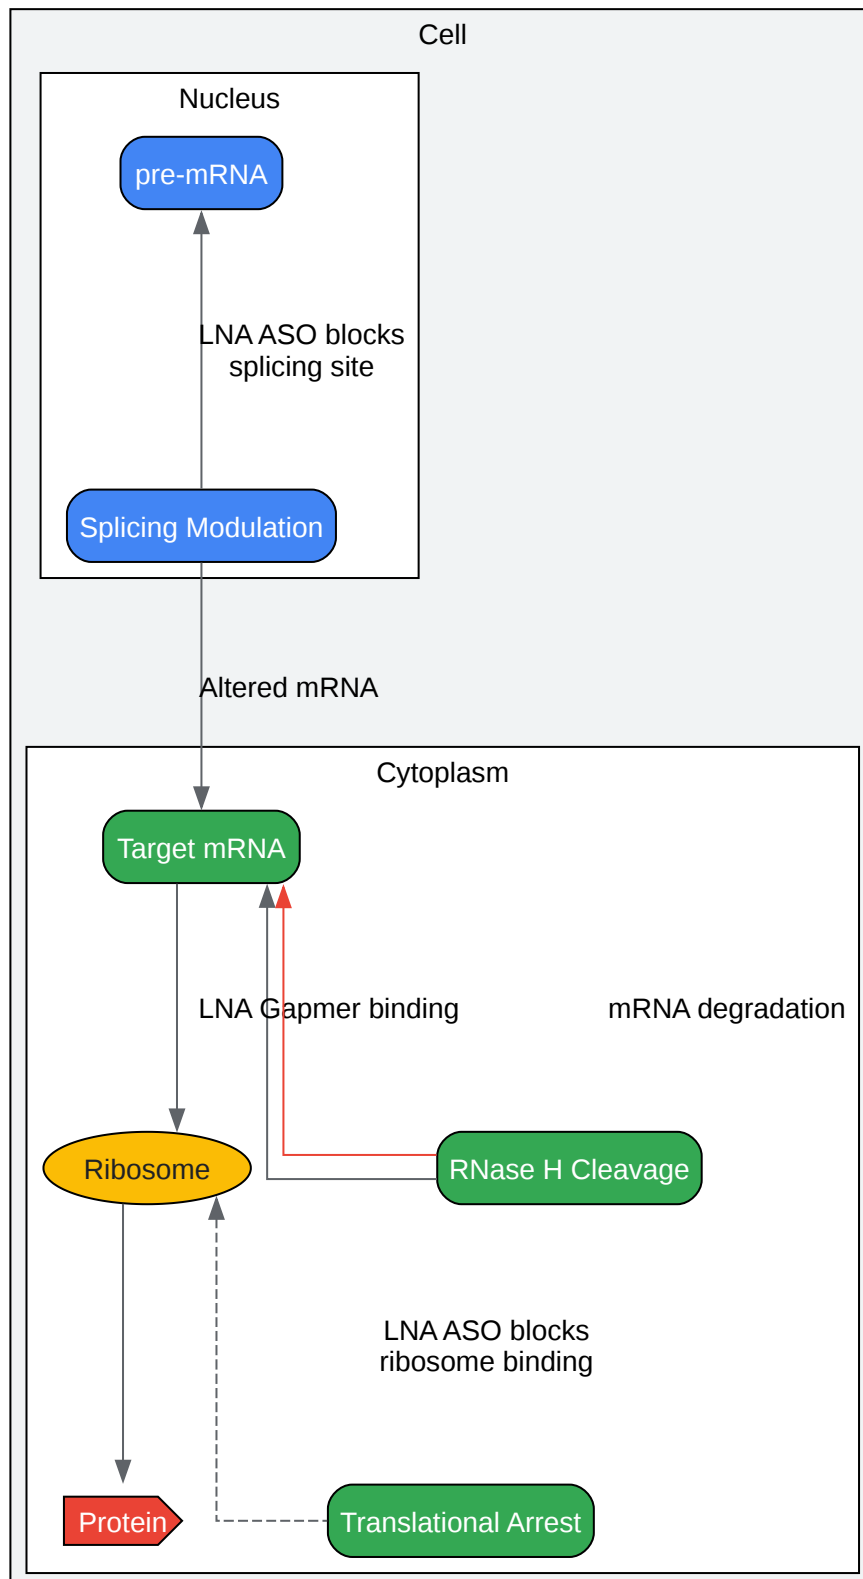 Cell
Nucleus
pre-mRNA
LNA ASO blocks
splicing site
Splicing Modulation
Altered mRNA
Cytoplasm
Target mRNA
LNA Gapmer binding
mRNA degradation
Ribosome
RNase H Cleavage
LNA ASO blocks
ribosome binding
Protein
Translational Arrest